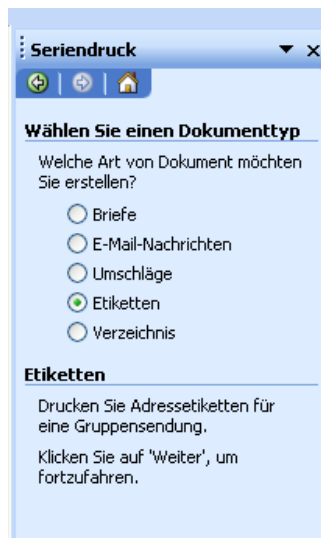 Seriendruck
Wählen Sie einen Dokumenttyp
Welche Art von Dokument möchten
Sie erstellen?
Briefe
E-Mail-Nachrichten
Umschläge
Etiketten
Verzeichnis
Etiketten
Drucken Sie Adressetiketten für
eine Gruppensendung.
Klicken Sie auf 'Weiter', um
fortzufahren.